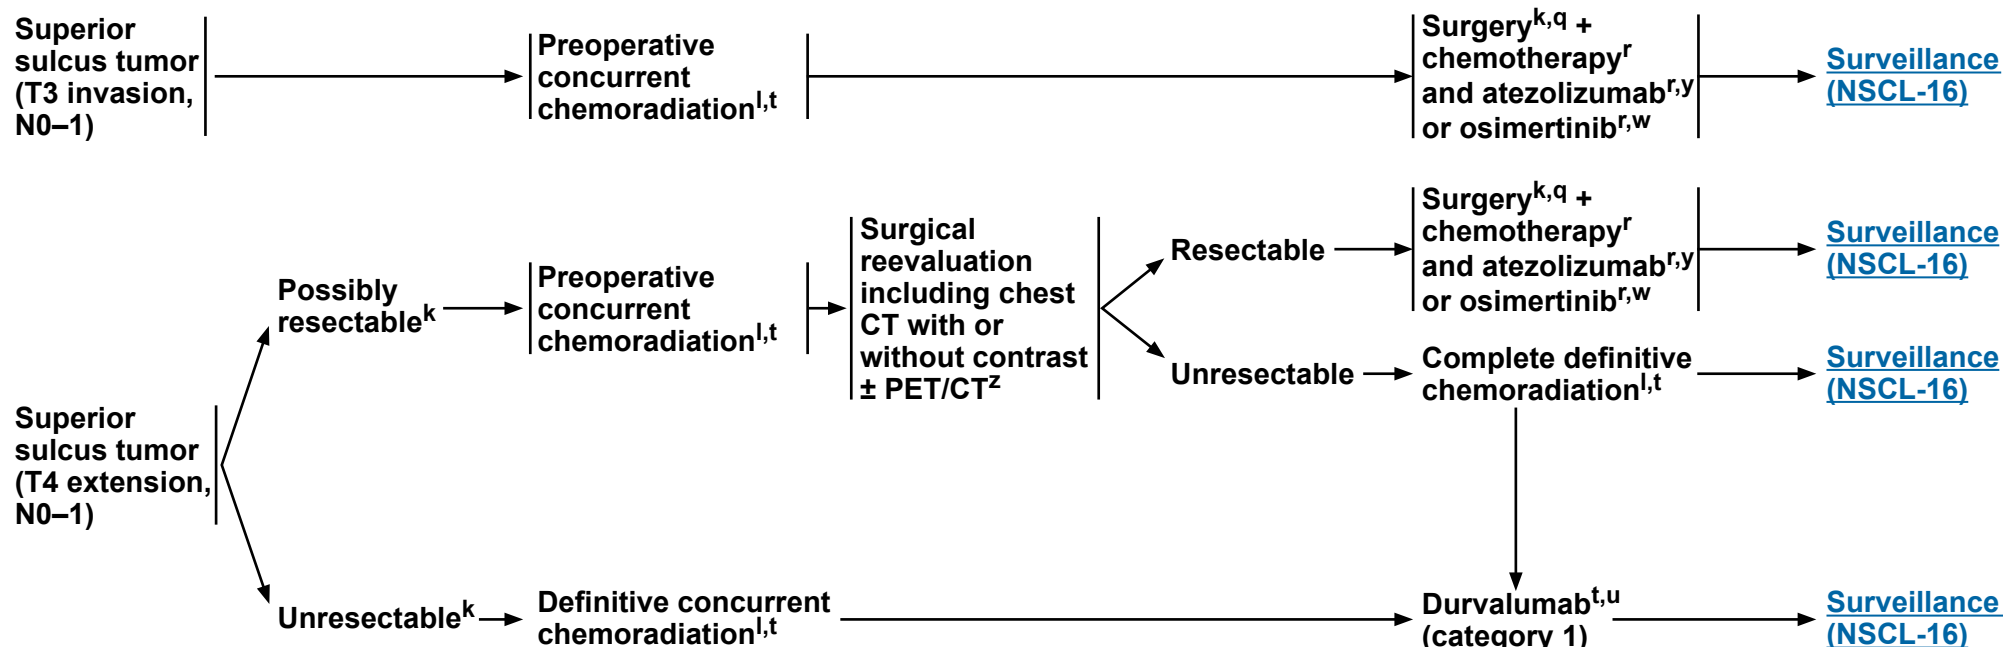 Superior
sulcus tumor
(T3 invasion,
N0–1)
Preoperative
concurrent
chemoradiationl,t
Surgeryk,q +
chemotherapyr
and atezolizumabr,y
or osimertinibr,w
Surveillance
(NSCL-16)
Superior
sulcus tumor
(T4 extension,
N0–1)
Possibly
resectablek
Preoperative
concurrent
chemoradiationl,t
Surgical
reevaluation
including chest
CT with or
without contrast
± PET/CTz
Resectable
Surgeryk,q +
chemotherapyr
and atezolizumabr,y
or osimertinibr,w
Surveillance
(NSCL-16)
Unresectable
Complete definitive
chemoradiationl,t
Surveillance
(NSCL-16)
Unresectablek
Definitive concurrent
chemoradiationl,t
Durvalumabt,u
(category 1)
Surveillance
(NSCL-16)